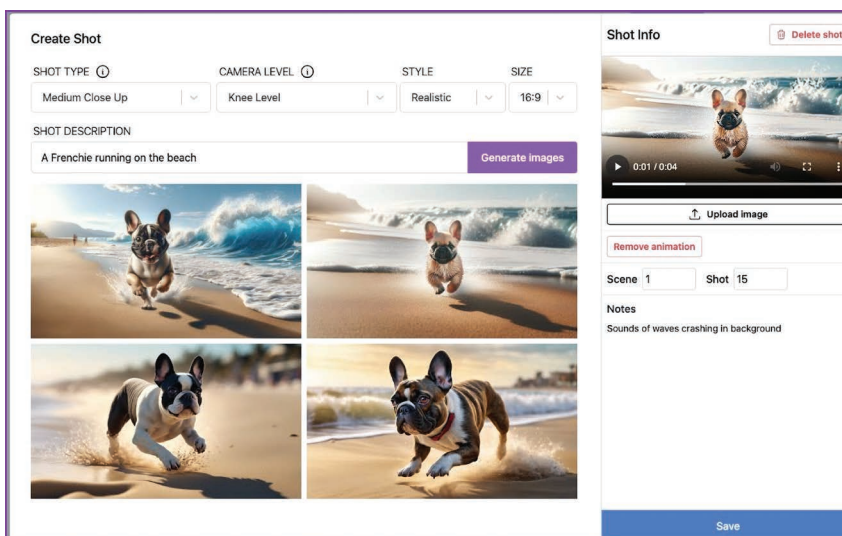 Create Shot
SHOT TYPE
CAMERA LEVEL
STYLE
SIZE
Medium Close Up
Knee Level
Realistic
16:9
SHOT DESCRIPTION
A Frenchie running on the beach
Generate images
Shot Info
Delete shot
0:01 / 0:04
Upload image
Remove animation
Scene 1
Shot 15
Notes
Sounds of waves crashing in background
Save